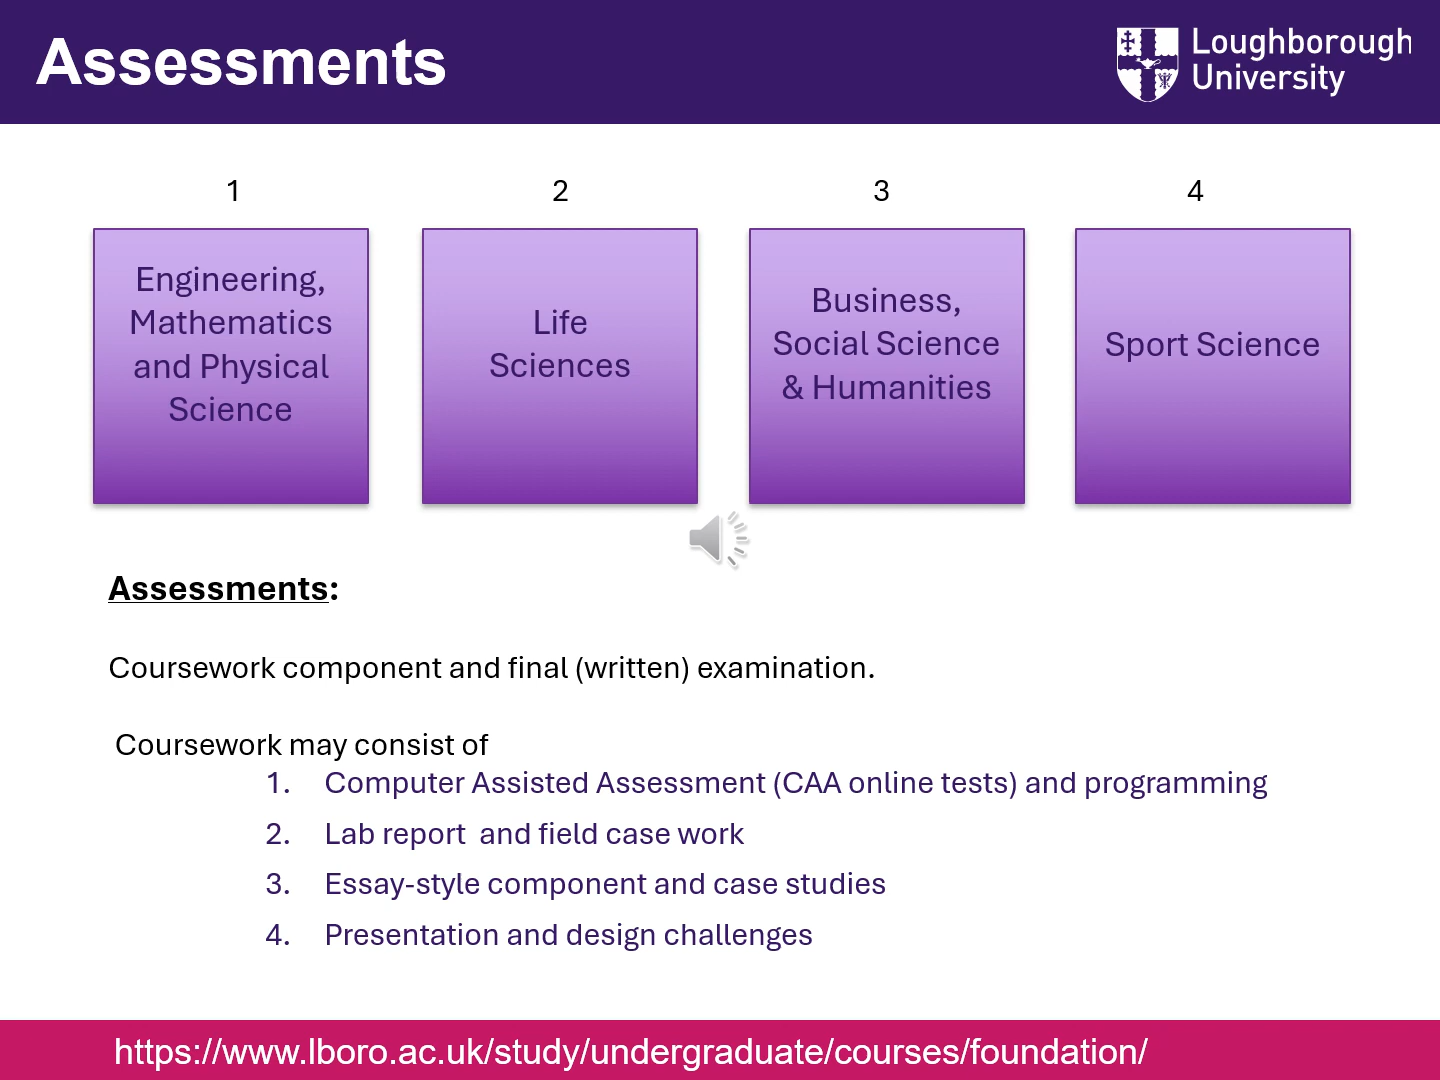 Assessments
Loughborough
University
1
2
3
4
Engineering,
Mathematics
and Physical
Science
Life
Sciences
Business,
Social Science
& Humanities
Sport Science
Assessments:
Coursework component and final (written) examination.
Coursework may consist of
1. Computer Assisted Assessment (CAA online tests) and programming
2. Lab report and field case work
3. Essay-style component and case studies
4. Presentation and design challenges
https://www.lboro.ac.uk/study/undergraduate/courses/foundation/